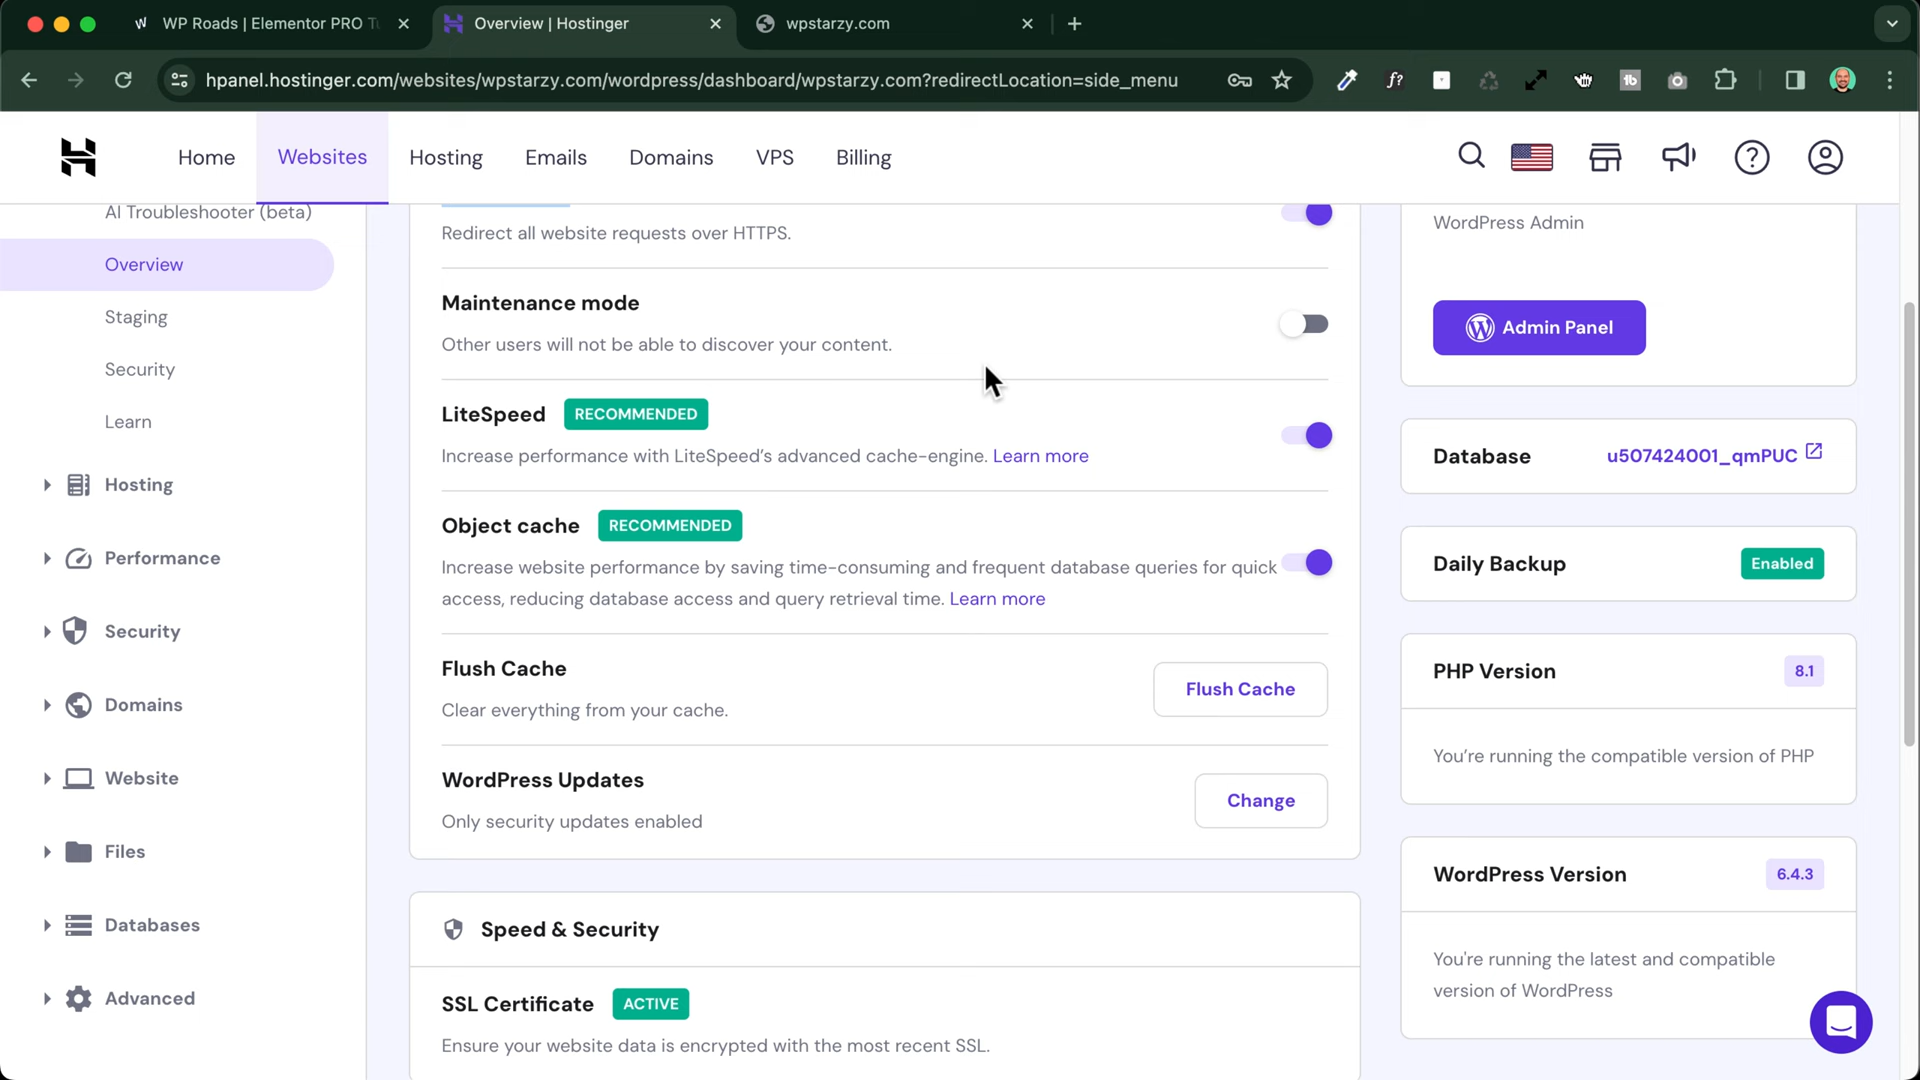 WP Roads | Elementor PRO
Overview | Hostinger
wpstarzy.com
hpanel.hostinger.com/websites/wpstarzy.com/wordpress/dashboard/wpstarzy.com?redirectLocation=side_menu
f?
tb
Home
Websites
Hosting
Emails
Domains
VPS
Billing
AI Troubleshooter (beta)
Overview
Staging
Security
Learn
Hosting
Performance
Security
Domains
Website
Files
Databases
Advanced
Redirect all website requests over HTTPS.
Maintenance mode
Other users will not be able to discover your content.
LiteSpeed RECOMMENDED
Increase performance with LiteSpeed's advanced cache-engine. Learn more
Object cache RECOMMENDED
Increase website performance by saving time-consuming and frequent database queries for quick
access, reducing database access and query retrieval time. Learn more
Flush Cache
Clear everything from your cache.
Flush Cache
WordPress Updates
Only security updates enabled
Change
Speed & Security
SSL Certificate ACTIVE
Ensure your website data is encrypted with the most recent SSL.
WordPress Admin
Admin Panel
Database u507424001_qmPUC
Daily Backup Enabled
PHP Version 8.1
You're running the compatible version of PHP
WordPress Version 6.4.3
You're running the latest and compatible
version of WordPress